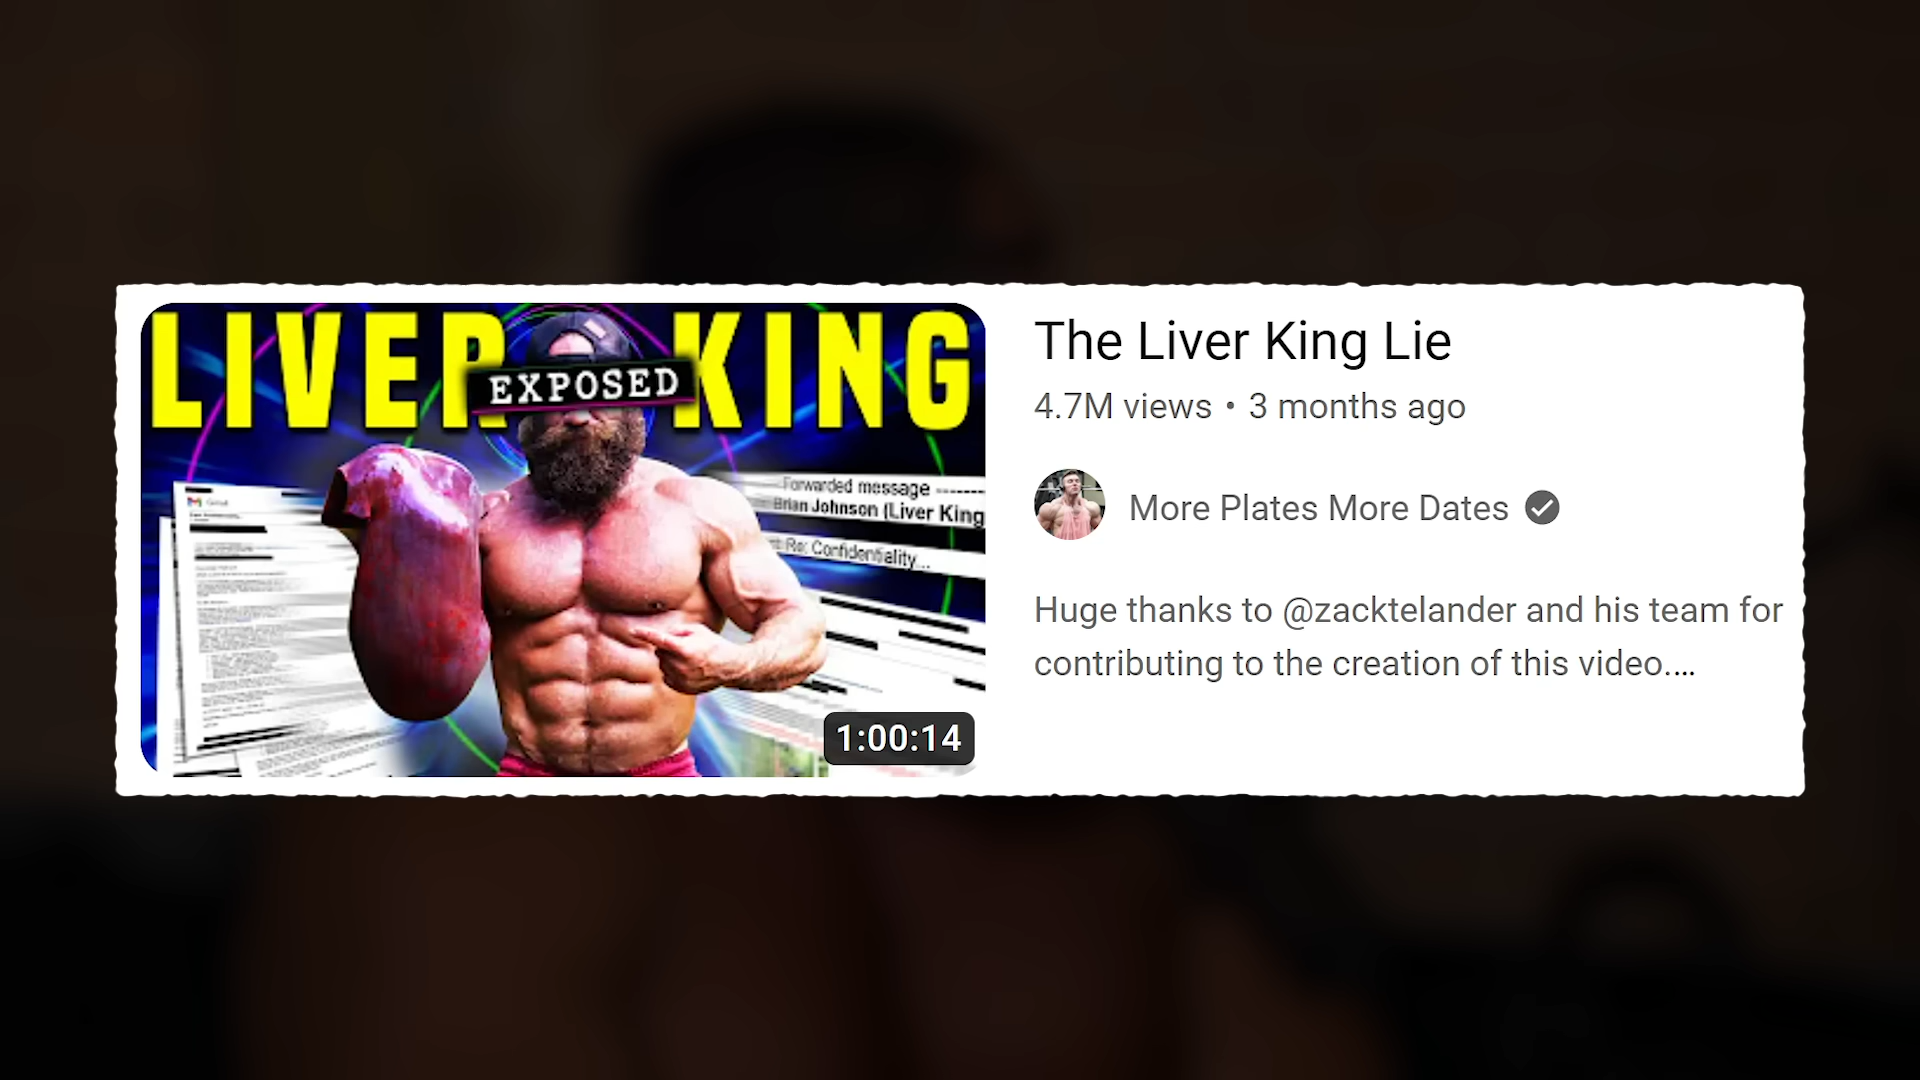 LIVER KING
EXPOSED
Forwarded message
Brian Johnson (Liver King
Re: Confidentiality...
1:00:14
The Liver King Lie
4.7M views • 3 months ago
More Plates More Dates
Huge thanks to @zacktelander and his team for
contributing to the creation of this video....